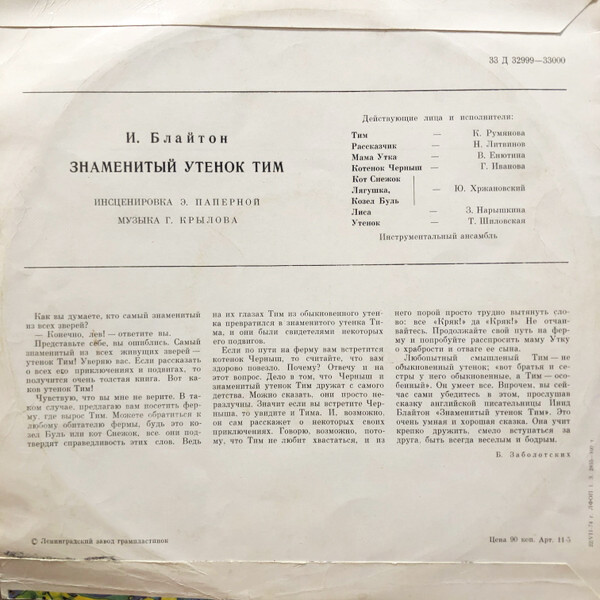 33 Д 32999—33000
И. Блайтон
ЗНАМЕНИТЫЙ УТЕНОК ТИМ
ИНСЦЕНИРОВКА Э. ПАПЕРНОЙ
МУЗЫКА Г. КРЫЛОВА
Действующие лица и исполнители:
Тим — К. Румянова
Рассказчик — Н. Литвинов
Мама Утка — В. Енютина
Котенок Черныш — Г. Иванова
Кот Снежок
Лягушка, — Ю. Хржановский
Козел Буль
Лиса — З. Нарышкина
Утенок — Т. Шиловская
Инструментальный ансамбль
Как вы думаете, кто самый знаменитый
из всех зверей?
— Конечно, лев! — ответите вы.
Представьте себе, вы ошиблись. Самый
знаменитый из всех живущих зверей —
утенок Тим! Уверяю вас. Если рассказать
о всех его приключениях и подвигах, то
получится очень толстая книга. Вот ка-
ков утенок Тим!
Чувствую, что вы мне не верите. В та-
ком случае, предлагаю вам посетить фер-
му, где вырос Тим. Можете обратиться к
любому обитателю фермы, будь это ко-
зел Буль или кот Снежок, все они под-
твердит справедливость этих слов. Ведь
на их глазах Тим из обыкновенного утен-
ка превратился в знаменитого утенка Ти-
ма, и они были свидетелями некоторых
его подвигов.
Если по пути на ферму вам встретится
котенок Черныш, то считайте, что вам
здорово повезло. Почему? Отвечу и на
этот вопрос. Дело в том, что Черныш и
знаменитый утенок Тим дружат с самого
детства. Можно сказать, они просто не-
разлучны. Значит если вы встретите Чер-
ныша, то увидите и Тима. И, возможно,
он сам расскажет о некоторых своих
приключениях. Говорю, возможно, пото-
му, что Тим не любит хвастаться, и из
него порой просто трудно вытянуть сло-
во: все «Кряк!» да «Кряк!» Не отчаи-
вайтесь. Продолжайте свой путь на фер-
му и попробуйте расспросить маму Утку
о храбрости и отваге ее сына.
Любопытный смышленый Тим — не
обыкновенный утенок; «вот братья и се-
стры у него обыкновенные, а Тим — осо-
бенный». Он умеет все. Впрочем, вы сей-
час сами убедитесь в этом, прослушав
сказку английской писательницы Инид
Блайтон «Знаменитый утенок Тим». Это
очень умная и хорошая сказка. Она учит
крепко дружить, смело вступаться за
друга, быть всегда веселым и бодрым.
Б. Заболотских
© Ленинградский завод грампластинок
Цена 90 коп. Арт. 11-5